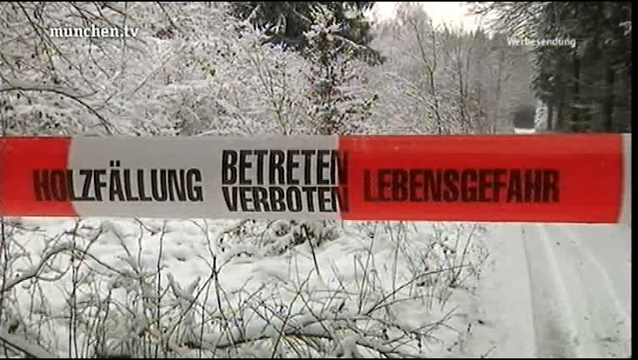 münchen.tv
Werbesendung
HOLZFÄLLUNG BETRETEN VERBOTEN LEBENSGEFAHR